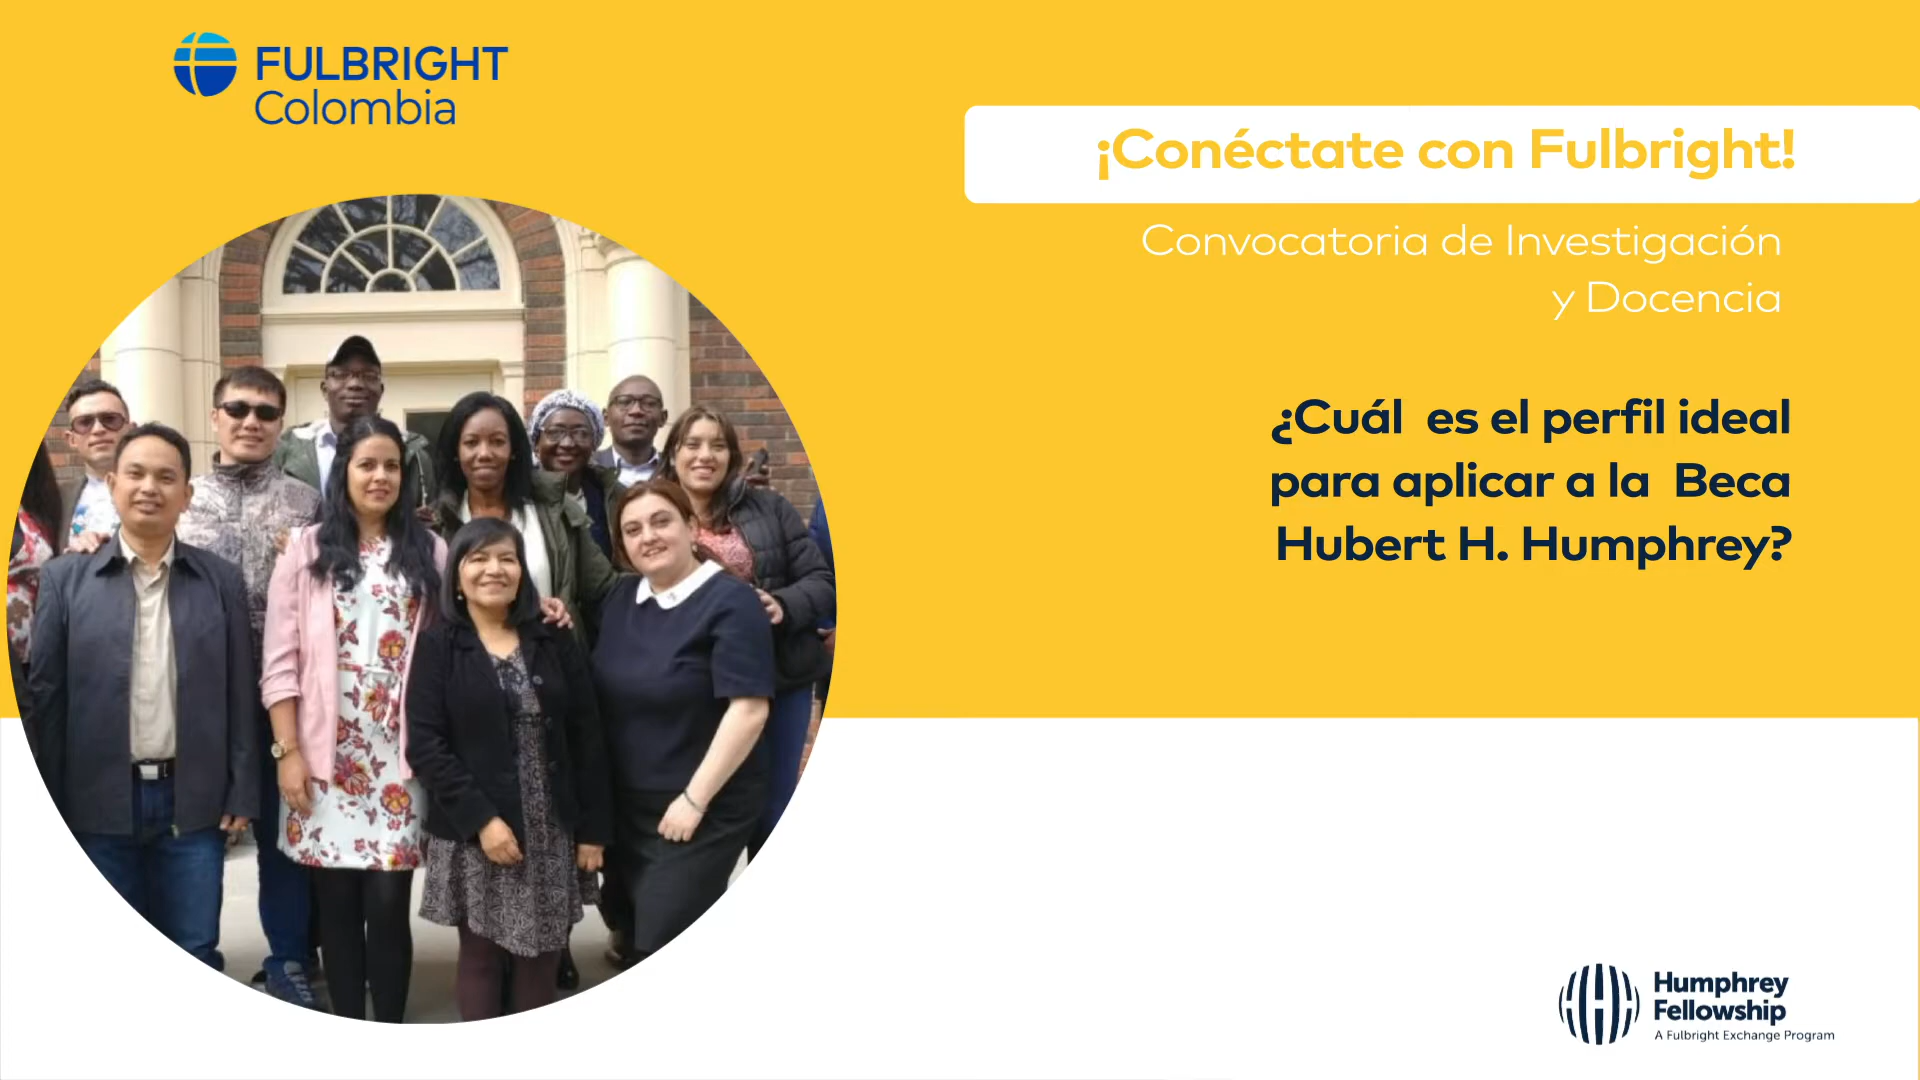 FULBRIGHT
Colombia
¡Conéctate con Fulbright!
Convocatoria de Investigación
y Docencia
¿Cuál es el perfil ideal
para aplicar a la Beca
Hubert H. Humphrey?
Humphrey
Fellowship
A Fulbright Exchange Program